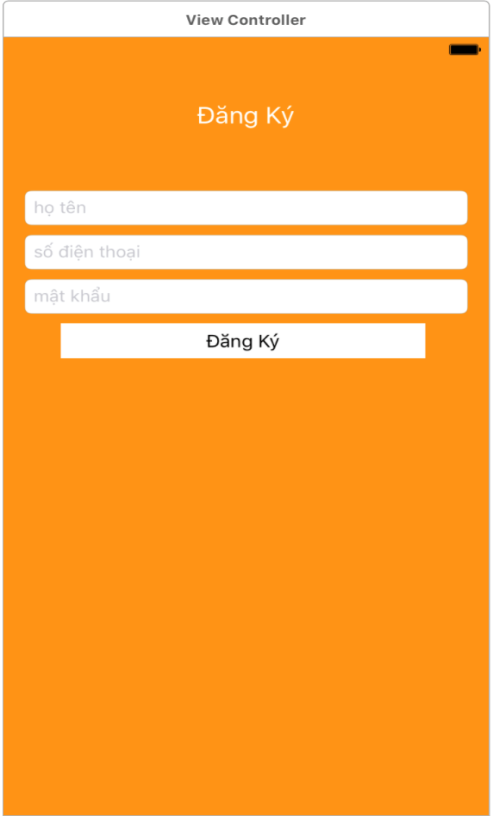 View Controller
Đăng Ký
họ tên
số điện thoại
mật khẩu
Đăng Ký